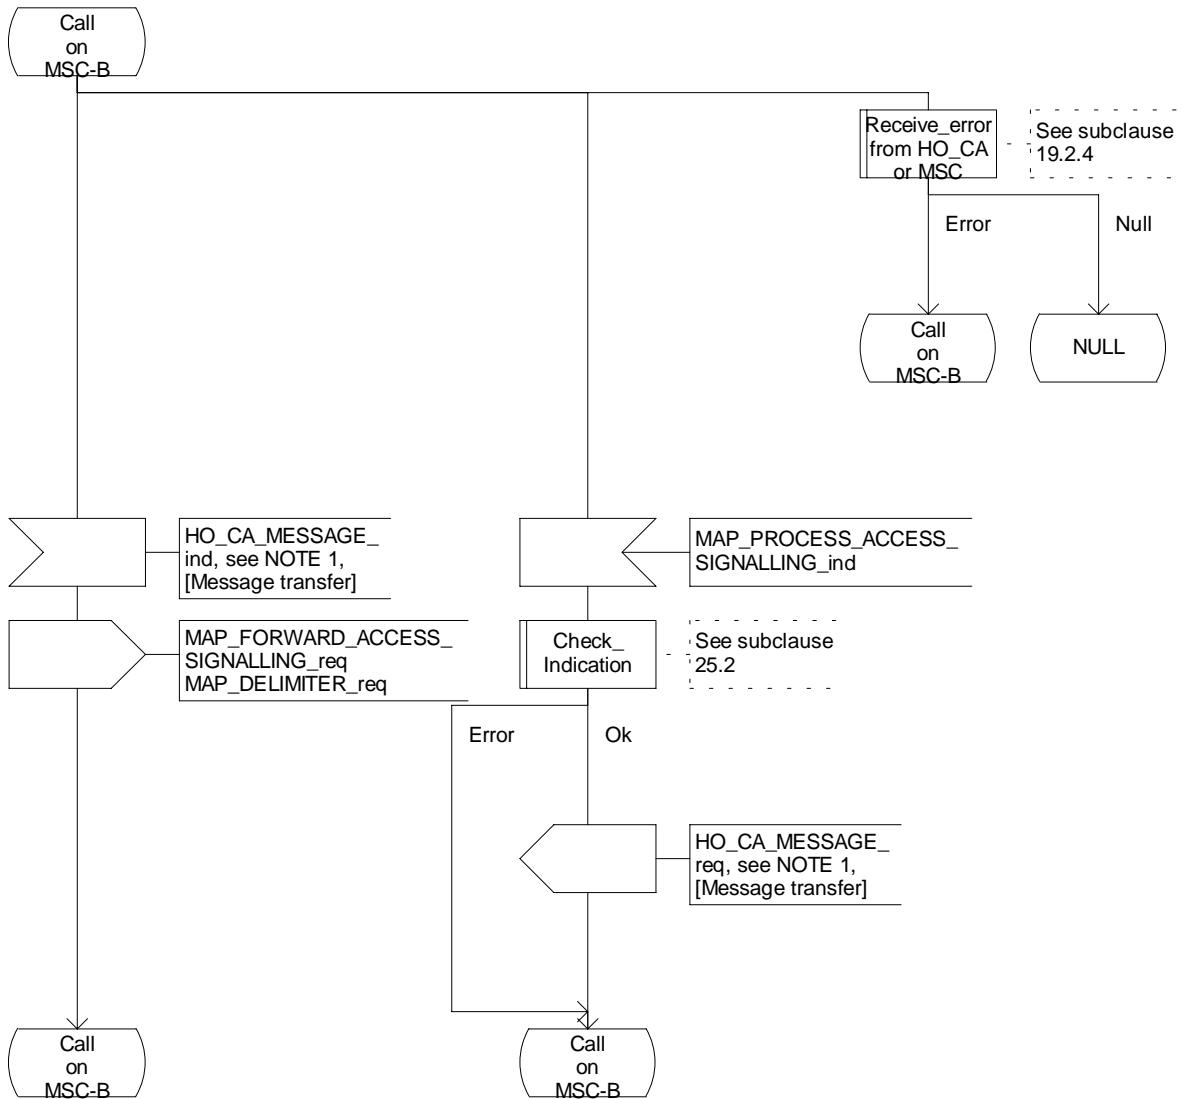 Call
on
MSC-B
Receive_error
from HO_CA
or MSC
See subclause
19.2.4
Error
Null
Call
on
MSC-B
NULL
HO_CA_MESSAGE_
ind, see NOTE 1,
[Message transfer]
MAP_PROCESS_ACCESS_
SIGNALLING_ind
MAP_FORWARD_ACCESS_
SIGNALLING_req
MAP_DELIMITER_req
Check_
Indication
See subclause
25.2
Error
Ok
HO_CA_MESSAGE_
req, see NOTE 1,
[Message transfer]
Call
on
MSC-B
Call
on
MSC-B